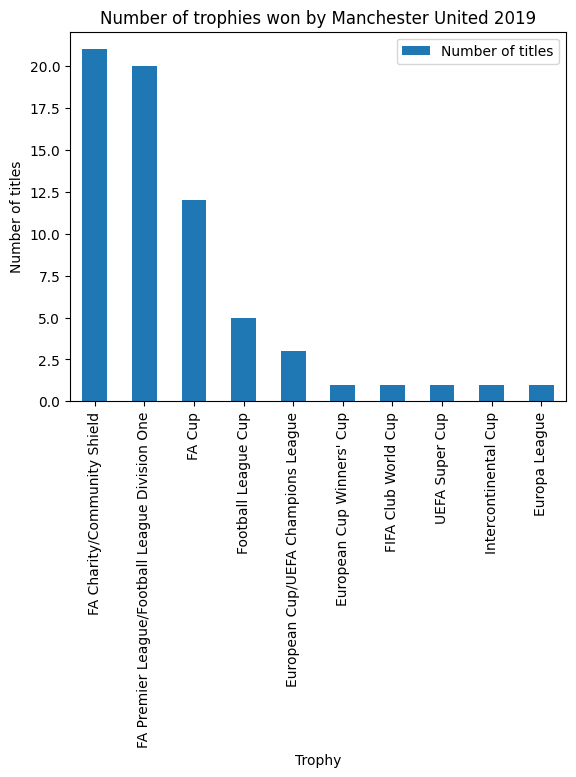 Number of trophies won by Manchester United 2019
Number of titles
Number of titles
20.0
17.5
15.0
12.5
10.0
7.5
5.0
2.5
0.0
FA Charity/Community Shield
FA Premier League/Football League Division One
FA Cup
Football League Cup
European Cup/UEFA Champions League
European Cup Winners' Cup
FIFA Club World Cup
UEFA Super Cup
Intercontinental Cup
Europa League
Trophy